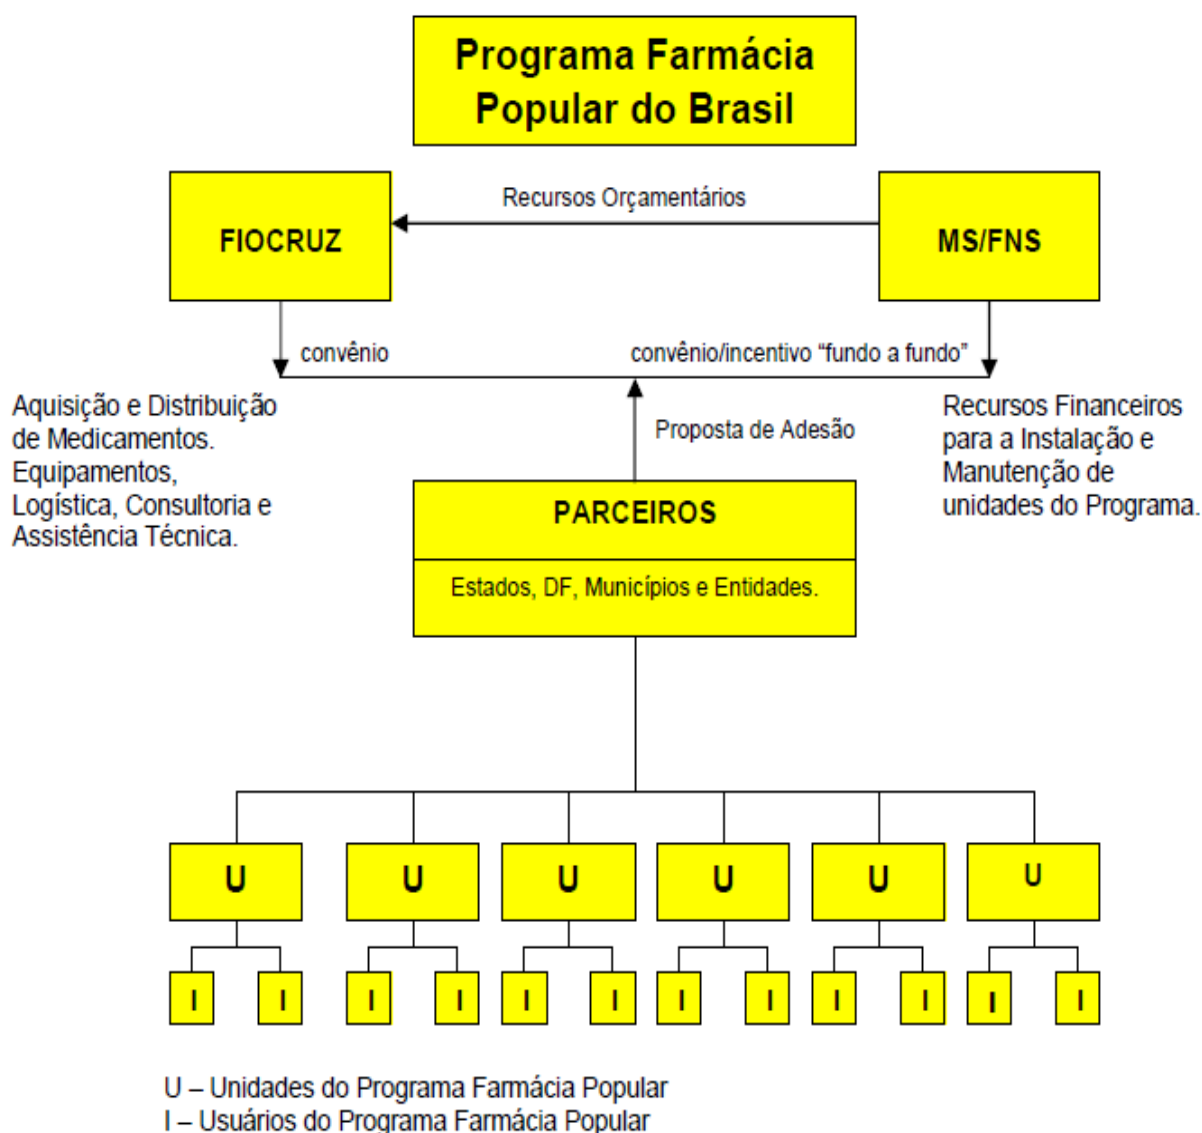 Programa Farmácia
Popular do Brasil
Recursos Orçamentários
FIOCRUZ
MS/FNS
convênio
convênio/incentivo “fundo a fundo”
Aquisição e Distribuição
de Medicamentos.
Equipamentos,
Logística, Consultoria e
Assistência Técnica.
Proposta de Adesão
Recursos Financeiros
para a Instalação e
Manutenção de
unidades do Programa.
PARCEIROS
Estados, DF, Municípios e Entidades.
U U U U U U
I I I I I I I I I I I I
U – Unidades do Programa Farmácia Popular
I – Usuários do Programa Farmácia Popular